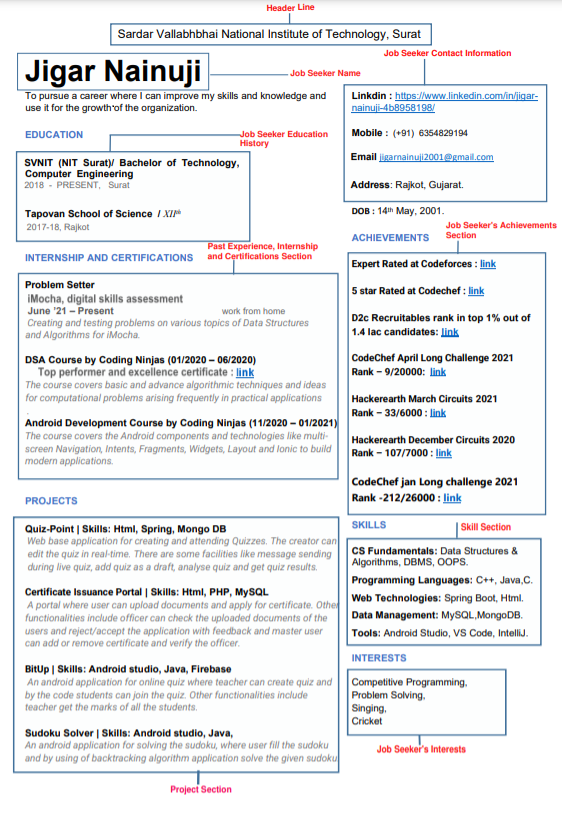 Header Line
Sardar Vallabhbhai National Institute of Technology, Surat
Jigar Nainuji
Job Seeker Name
To pursue a career where I can improve my skills and knowledge and
use it for the growth of the organization.
EDUCATION
Job Seeker Education
History
SVNIT (NIT Surat)/ Bachelor of Technology,
Computer Engineering
2018 - PRESENT, Surat
Tapovan School of Science / XIIth
2017-18, Rajkot
Past Experience, Internship
and Certifications Section
INTERNSHIP AND CERTIFICATIONS
Problem Setter
iMocha, digital skills assessment
June '21 – Present work from home
Creating and testing problems on various topics of Data Structures
and Algorithms for iMocha.
DSA Course by Coding Ninjas (01/2020 – 06/2020)
Top performer and excellence certificate : link
The course covers basic and advance algorithmic techniques and ideas
for computational problems arising frequently in practical applications
.
Android Development Course by Coding Ninjas (11/2020 – 01/2021)
The course covers the Android components and technologies like multi-
screen Navigation, Intents, Fragments, Widgets, Layout and Ionic to build
modern applications.
PROJECTS
Quiz-Point | Skills: Html, Spring, Mongo DB
Web base application for creating and attending Quizzes. The creator can
edit the quiz in real-time. There are some facilities like message sending
during live quiz, add quiz as a draft, analyse quiz and get quiz results.
Certificate Issuance Portal | Skills: Html, PHP, MySQL
A portal where user can upload documents and apply for certificate. Other
functionalities include officer can check the uploaded documents of the
users and reject/accept the application with feedback and master user
can add or remove certificate and verify the officer.
BitUp | Skills: Android studio, Java, Firebase
An android application for online quiz where teacher can create quiz and
by the code students can join the quiz. Other functionalities include
teacher get the marks of all the students.
Sudoku Solver | Skills: Android studio, Java,
An android application for solving the sudoku, where user fill the sudoku
and by using of backtracking algorithm application solve the given sudoku
Project Section
Job Seeker Contact Information
Linkdin : https://www.linkedin.com/in/jigar-
nainuji-4b8958198/
Mobile : (+91) 6354829194
Email jigarnainuji2001@gmail.com
Address: Rajkot, Gujarat.
DOB : 14th May, 2001.
Job Seeker's Achievements
Section
ACHIEVEMENTS
Expert Rated at Codeforces : link
5 star Rated at Codechef : link
D2c Recruitables rank in top 1% out of
1.4 lac candidates: link
CodeChef April Long Challenge 2021
Rank – 9/20000: link
Hackerearth March Circuits 2021
Rank – 33/6000 : link
Hackerearth December Circuits 2020
Rank – 107/7000 : link
CodeChef jan Long challenge 2021
Rank -212/26000 : link
SKILLS
Skill Section
CS Fundamentals: Data Structures &
Algorithms, DBMS, OOPS.
Programming Languages: C++, Java,C.
Web Technologies: Spring Boot, Html.
Data Management: MySQL,MongoDB.
Tools: Android Studio, VS Code, IntelliJ.
INTERESTS
Competitive Programming,
Problem Solving,
Singing,
Cricket
Job Seeker's Interests